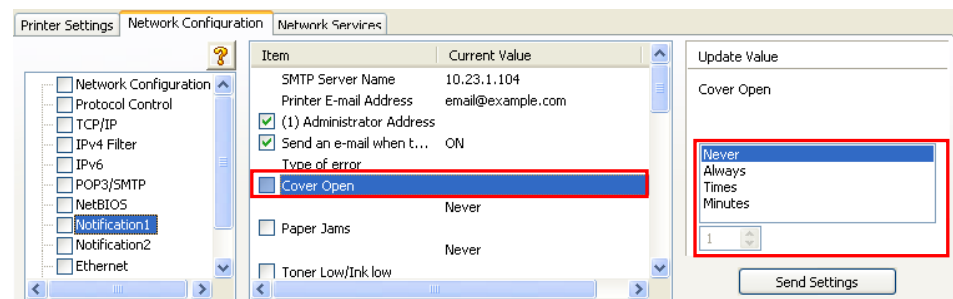 Printer Settings Network Configuration Network Services
?
Network Configuration
Protocol Control
TCP/IP
IPv4 Filter
IPv6
POP3/SMTP
NetBIOS
Notification1
Notification2
Ethernet
Item Current Value
SMTP Server Name 10.23.1.104
Printer E-mail Address email@example.com
(1) Administrator Address
Send an e-mail when t... ON
Type of error
Cover Open
Never
Paper Jams
Never
Toner Low/Ink low
Update Value
Cover Open
Never
Always
Times
Minutes
1
Send Settings